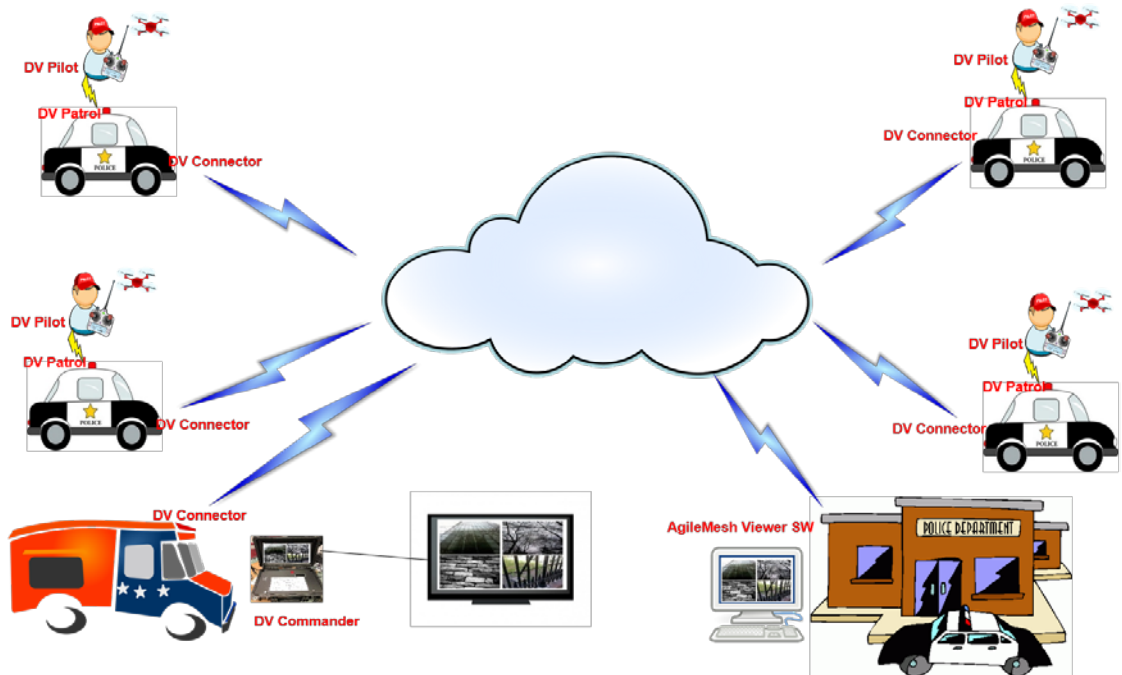 DV Pilot
DV Patrol
POLICE
DV Connector
DV Pilot
DV Patrol
DV Connector
POLICE
DV Pilot
DV Patrol
POLICE
DV Connector
DV Pilot
DV Patrol
DV Connector
POLICE
DV Connector
DV Commander
AgileMesh Viewer SW
POLICE DEPARTMENT